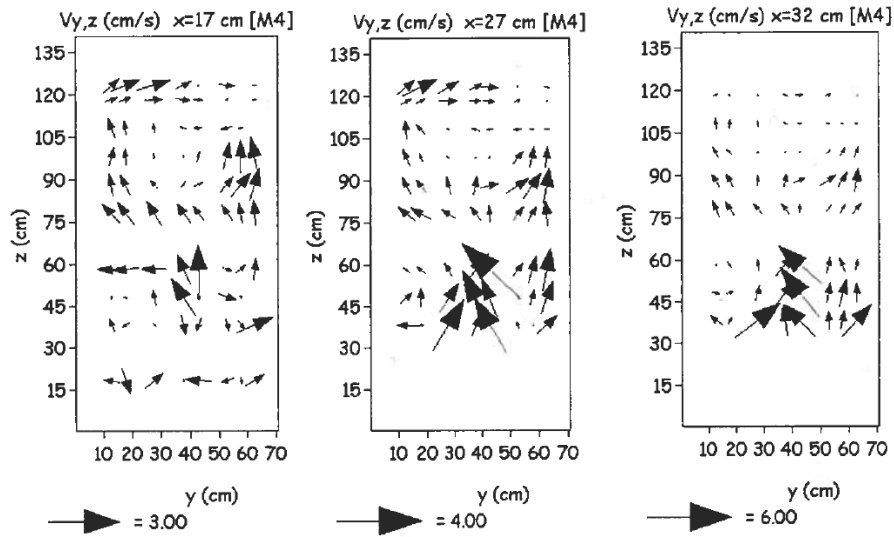 Vy,z (cm/s) x=17 cm [M4]
135
120
105
90
75
60
45
30
15
z (cm)
10 20 30 40 50 60 70
y (cm)
= 3.00
Vy,z (cm/s) x=27 cm [M4]
135
120
105
90
75
60
45
30
15
z (cm)
10 20 30 40 50 60 70
y (cm)
= 4.00
Vy,z (cm/s) x=32 cm [M4]
135
120
105
90
75
60
45
30
15
z (cm)
10 20 30 40 50 60 70
y (cm)
= 6.00